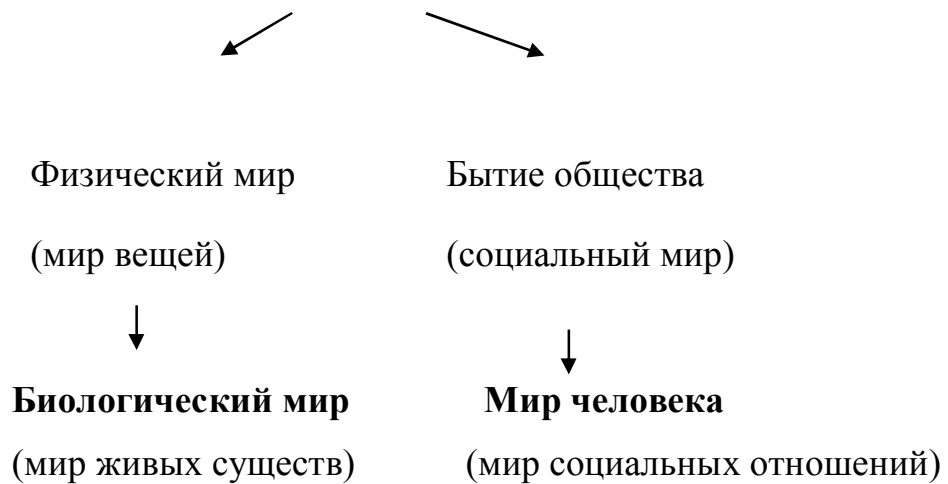 Физический мир Бытие общества
(мир вещей) (социальный мир)
Биологический мир Мир человека
(мир живых существ) (мир социальных отношений)